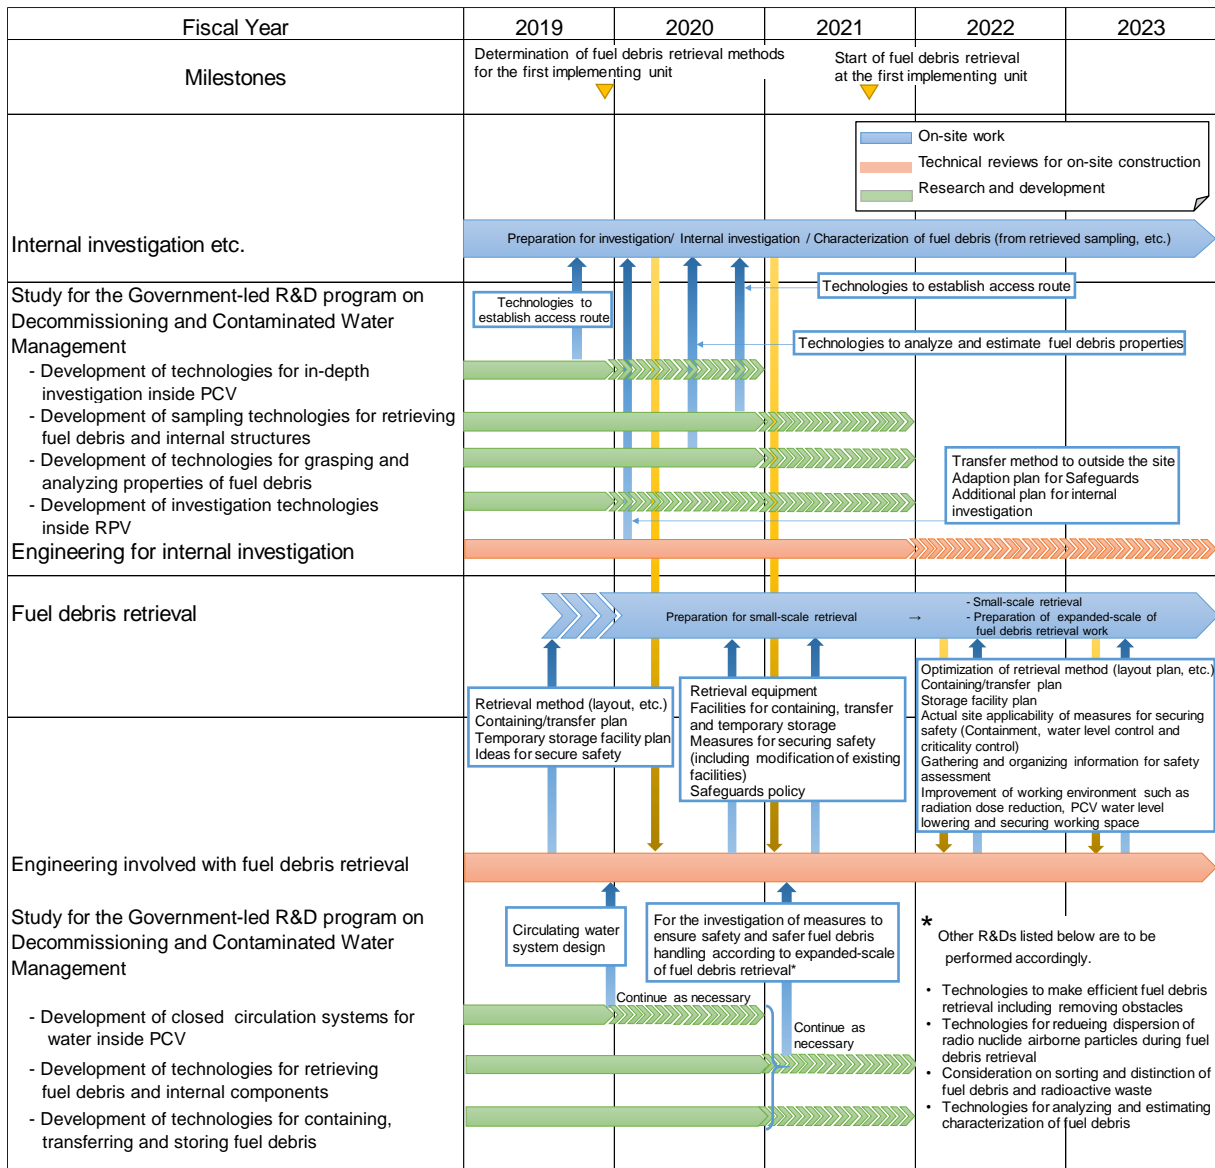 Fiscal Year
2019
2020
2021
2022
2023
Milestones
Determination of fuel debris retrieval methods
for the first implementing unit
Start of fuel debris retrieval
at the first implementing unit
On-site work
Technical reviews for on-site construction
Research and development
Internal investigation etc.
Preparation for investigation/ Internal investigation / Characterization of fuel debris (from retrieved sampling, etc.)
Study for the Government-led R&D program on
Decommissioning and Contaminated Water
Management
Technologies to
establish access route
Technologies to establish access route
Technologies to analyze and estimate fuel debris properties
- Development of technologies for in-depth
investigation inside PCV
- Development of sampling technologies for retrieving
fuel debris and internal structures
- Development of technologies for grasping and
analyzing properties of fuel debris
- Development of investigation technologies
inside RPV
Transfer method to outside the site
Adaption plan for Safeguards
Additional plan for internal
investigation
Engineering for internal investigation
Fuel debris retrieval
Preparation for small-scale retrieval
→
- Small-scale retrieval
- Preparation of expanded-scale of
fuel debris retrieval work
Retrieval method (layout, etc.)
Containing/transfer plan
Temporary storage facility plan
Ideas for secure safety
Retrieval equipment
Facilities for containing, transfer
and temporary storage
Measures for securing safety
(including modification of existing
facilities)
Safeguards policy
Optimization of retrieval method (layout plan, etc.)
Containing/transfer plan
Storage facility plan
Actual site applicability of measures for securing
safety (Containment, water level control and
criticality control)
Gathering and organizing information for safety
assessment
Improvement of working environment such as
radiation dose reduction, PCV water level
lowering and securing working space
Engineering involved with fuel debris retrieval
Study for the Government-led R&D program on
Decommissioning and Contaminated Water
Management
Circulating water
system design
For the investigation of measures to
ensure safety and safer fuel debris
handling according to expanded-scale
of fuel debris retrieval*
Continue as necessary
Continue as
necessary
- Development of closed circulation systems for
water inside PCV
- Development of technologies for retrieving
fuel debris and internal components
- Development of technologies for containing,
transferring and storing fuel debris
* Other R&Ds listed below are to be
performed accordingly.
• Technologies to make efficient fuel debris
retrieval including removing obstacles
• Technologies for redueing dispersion of
radio nuclide airborne particles during fuel
debris retrieval
• Consideration on sorting and distinction of
fuel debris and radioactive waste
• Technologies for analyzing and estimating
characterization of fuel debris